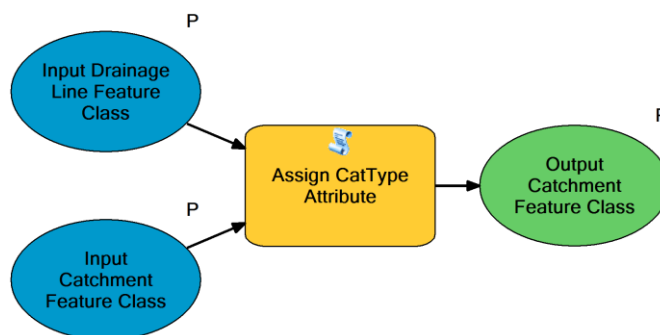 P
Input Drainage
Line Feature
Class
Assign CatType
Attribute
Output
Catchment
Feature Class
P
Input
Catchment
Feature Class